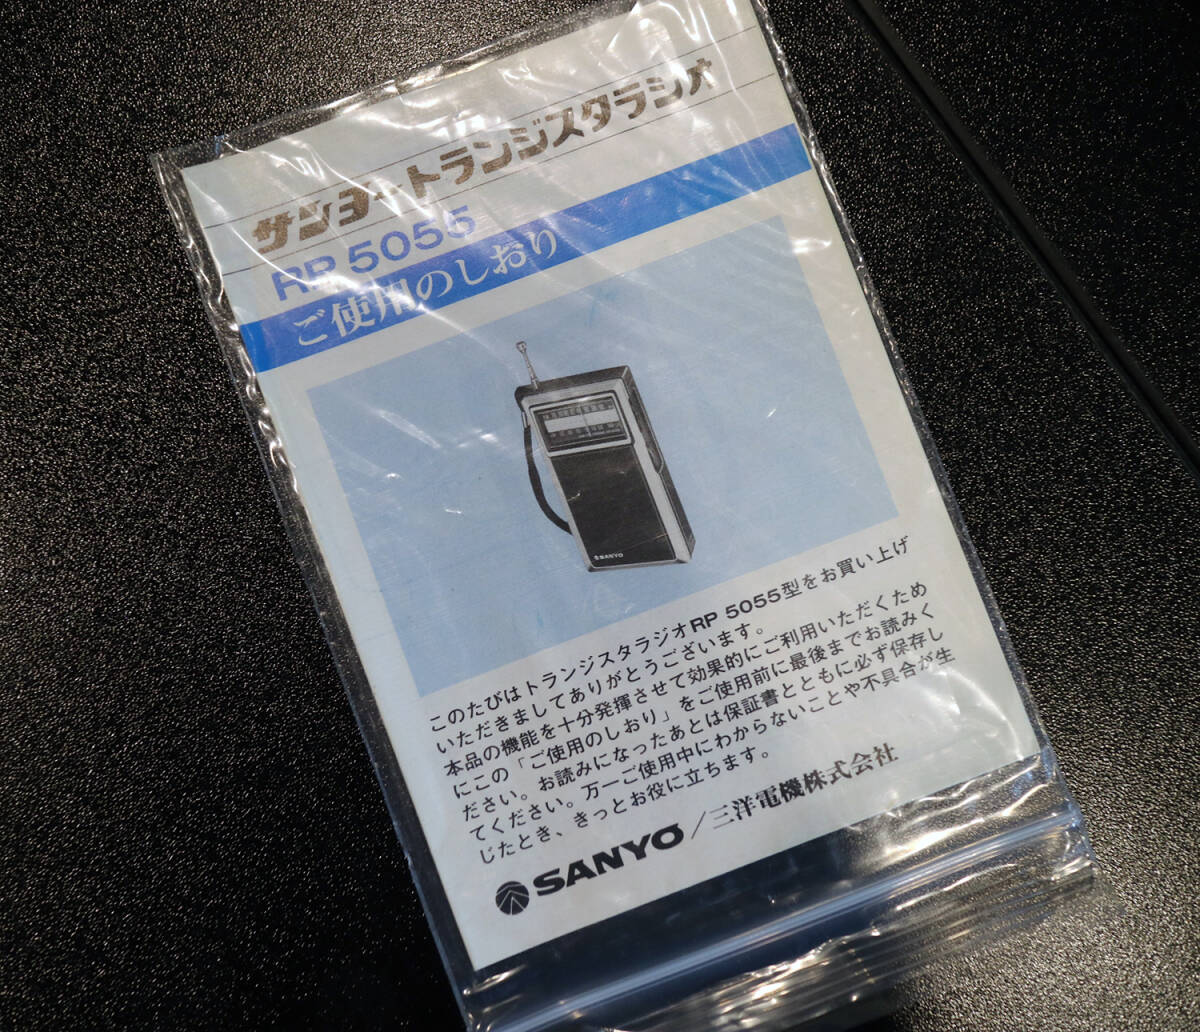 サンヨートランジスタラジオ
RP 5055
ご使用のしおり
SANYO
このたびはトランジスタラジオRP 5055型をお買い上げ
いただきましてありがとうございます。
本品の機能を十分発揮させて効果的にご利用いただくため
にこの「ご使用のしおり」をご使用前に最後までお読みく
ださい。お読みになったあとは保証書とともに必ず保存し
てください。万一ご使用中にわからないことや不具合が生
じたとき、きっとお役に立ちます。
SANYO/三洋電機株式会社